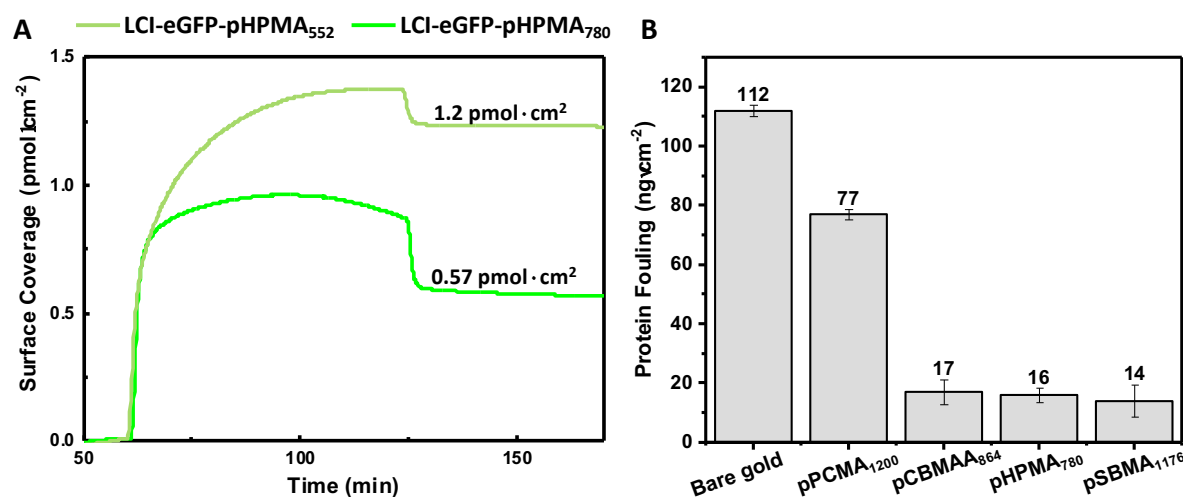 A
LCI-eGFP-pHPMA₅₅₂ LCI-eGFP-pHPMA₇₈₀
Surface Coverage (pmol·cm-2)
1.5
1.0
0.5
0.0
1.2 pmol·cm²
0.57 pmol·cm²
50 100 150
Time (min)
B
Protein Fouling (ng·cm-2)
120
100
80
60
40
20
0
112
77
17
16
14
Bare gold
pPCMA₁₂₀₀
pCBMAA₈₆₄
pHPMA₇₈₀
pSBMA₁₁₇₆